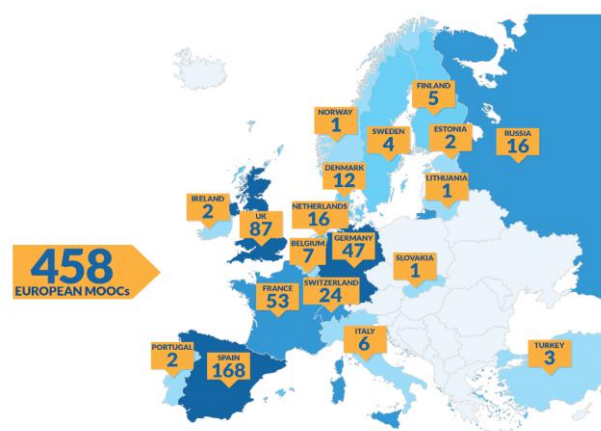 FINLAND
5
NORWAY
1
SWEDEN
4
ESTONIA
2
RUSSIA
16
DENMARK
12
LITHUANIA
1
IRELAND
2
UK
87
NETHERLANDS
16
BELGIUM
7
GERMANY
47
SLOVAKIA
1
458
EUROPEAN MOOCs
FRANCE
53
SWITZERLAND
24
ITALY
6
TURKEY
3
PORTUGAL
2
SPAIN
168